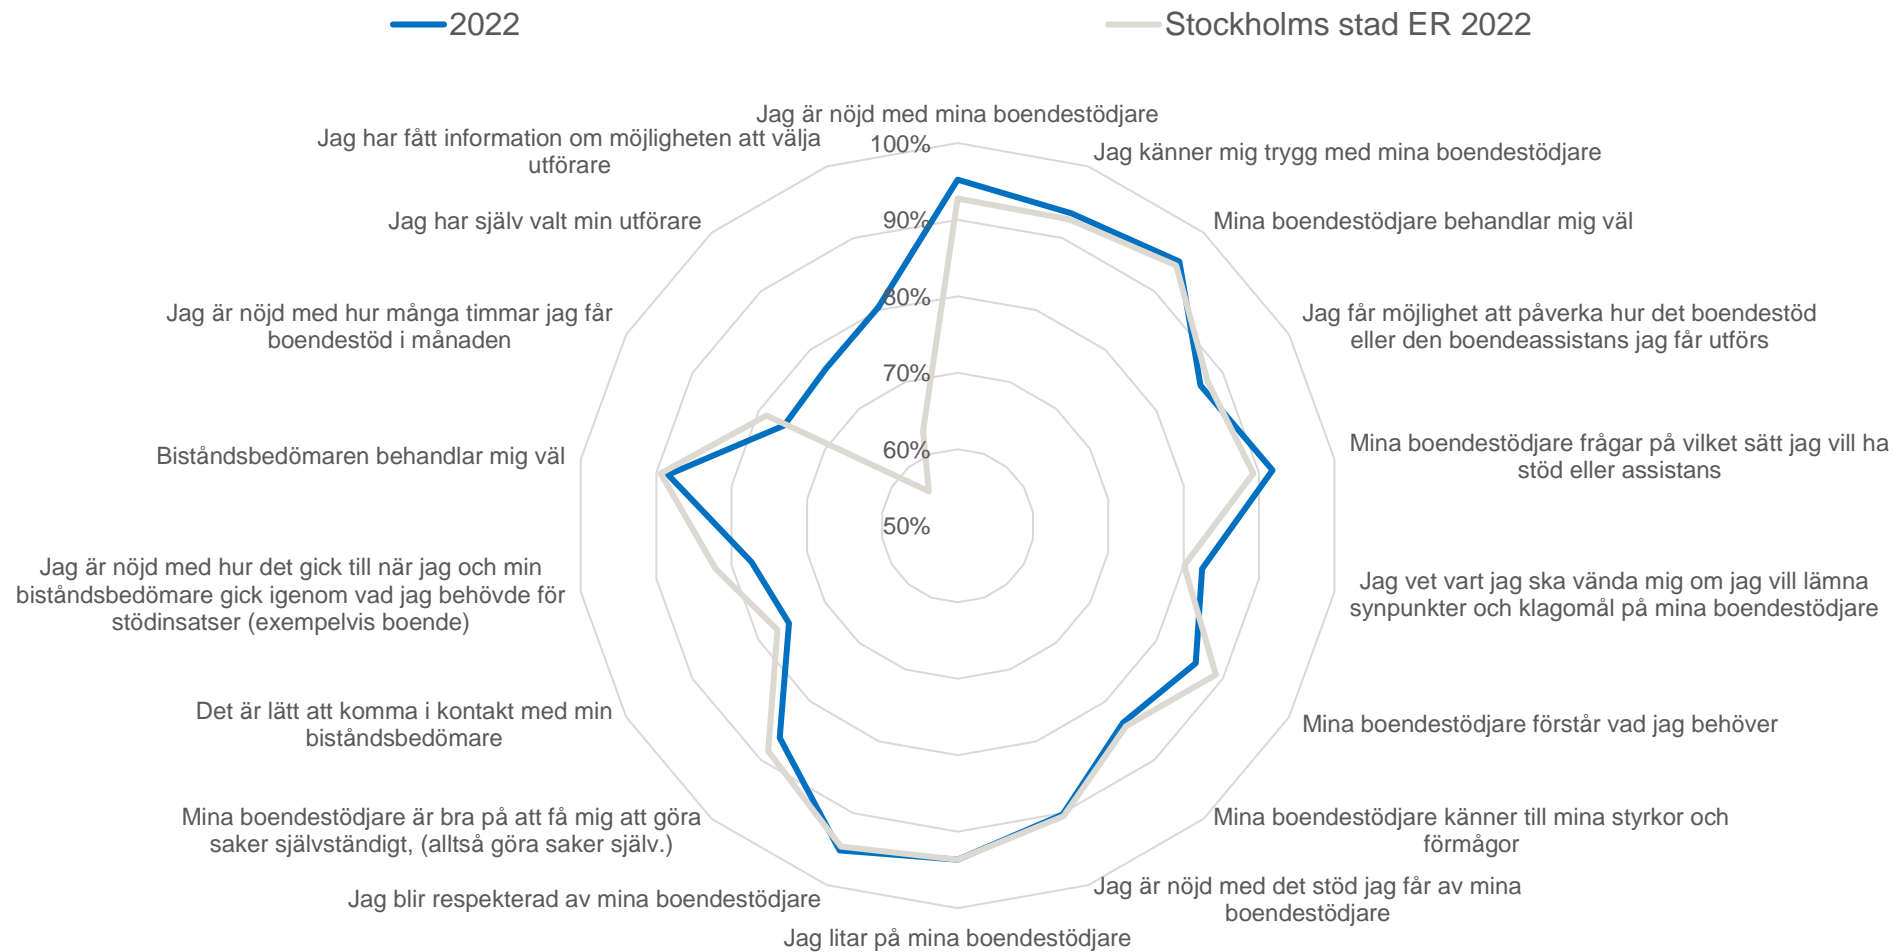 2022
Stockholms stad ER 2022
Jag är nöjd med mina boendestödjare
Jag känner mig trygg med mina boendestödjare
Mina boendestödjare behandlar mig väl
Jag får möjlighet att påverka hur det boendestöd
eller den boendeassistans jag får utförs
Mina boendestödjare frågar på vilket sätt jag vill ha
stöd eller assistans
Jag vet vart jag ska vända mig om jag vill lämna
synpunkter och klagomål på mina boendestödjare
Mina boendestödjare förstår vad jag behöver
Mina boendestödjare känner till mina styrkor och
förmågor
Jag är nöjd med det stöd jag får av mina
boendestödjare
Jag litar på mina boendestödjare
Jag blir respekterad av mina boendestödjare
Mina boendestödjare är bra på att få mig att göra
saker självständigt, (alltså göra saker själv.)
Det är lätt att komma i kontakt med min
biståndsbedömare
Jag är nöjd med hur det gick till när jag och min
biståndsbedömare gick igenom vad jag behövde för
stödinsatser (exempelvis boende)
Biståndsbedömaren behandlar mig väl
Jag är nöjd med hur många timmar jag får
boendestöd i månaden
Jag har själv valt min utförare
Jag har fått information om möjligheten att välja
utförare
100%
90%
80%
70%
60%
50%